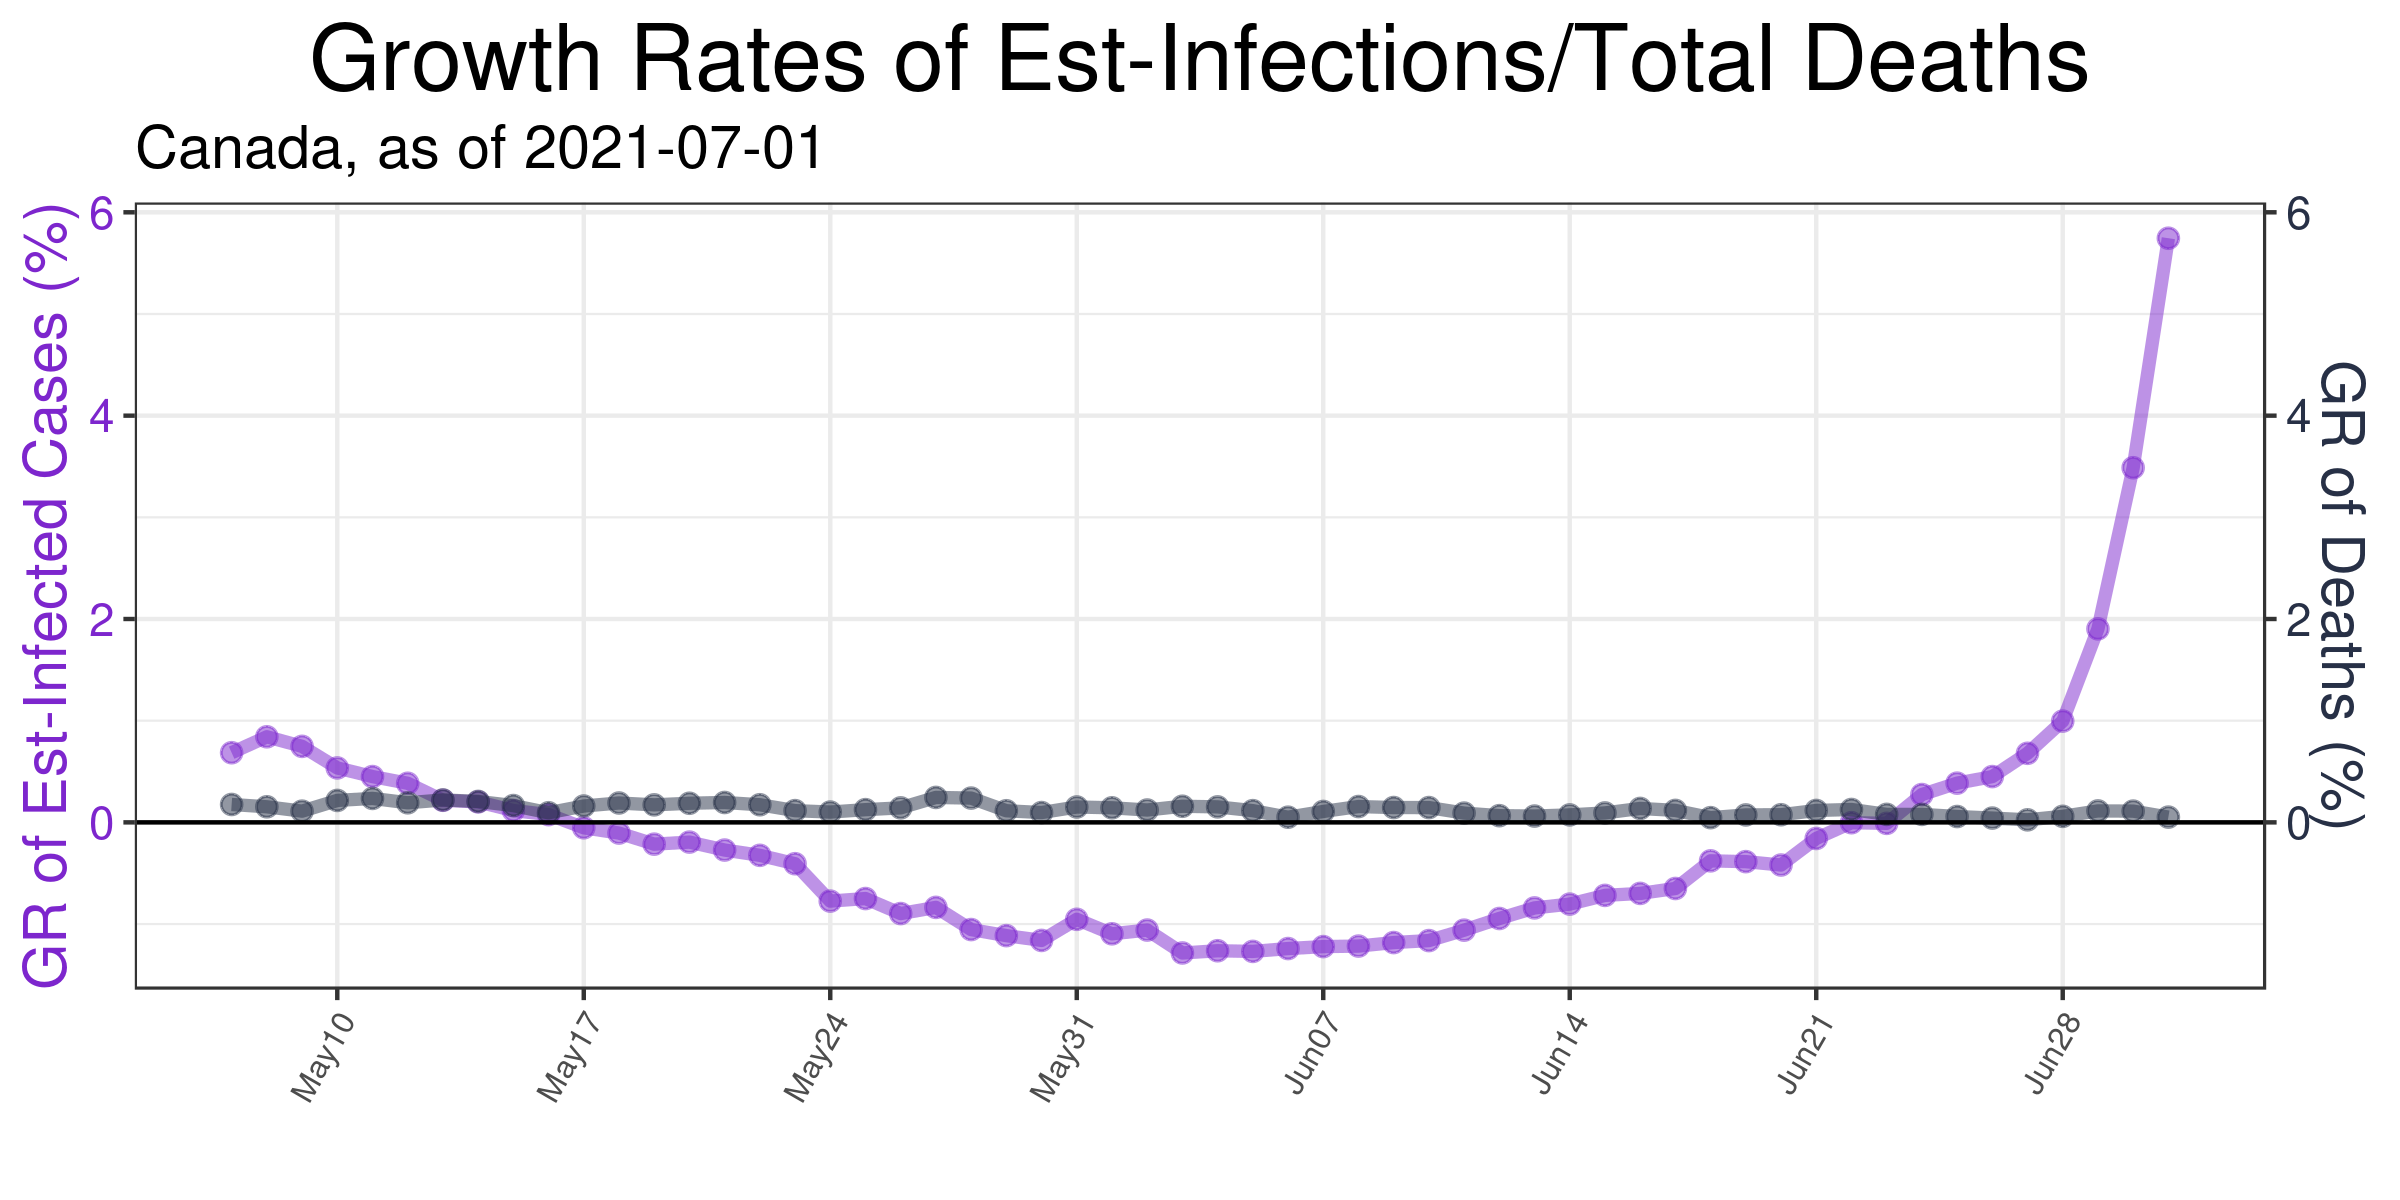 Growth Rates of Est-Infections/Total Deaths
Canada, as of 2021-07-01
GR of Est-Infected Cases (%)
6
4
2
0
6
4
2
0
GR of Deaths (%)
May10
May17
May24
May31
Jun07
Jun14
Jun21
Jun28